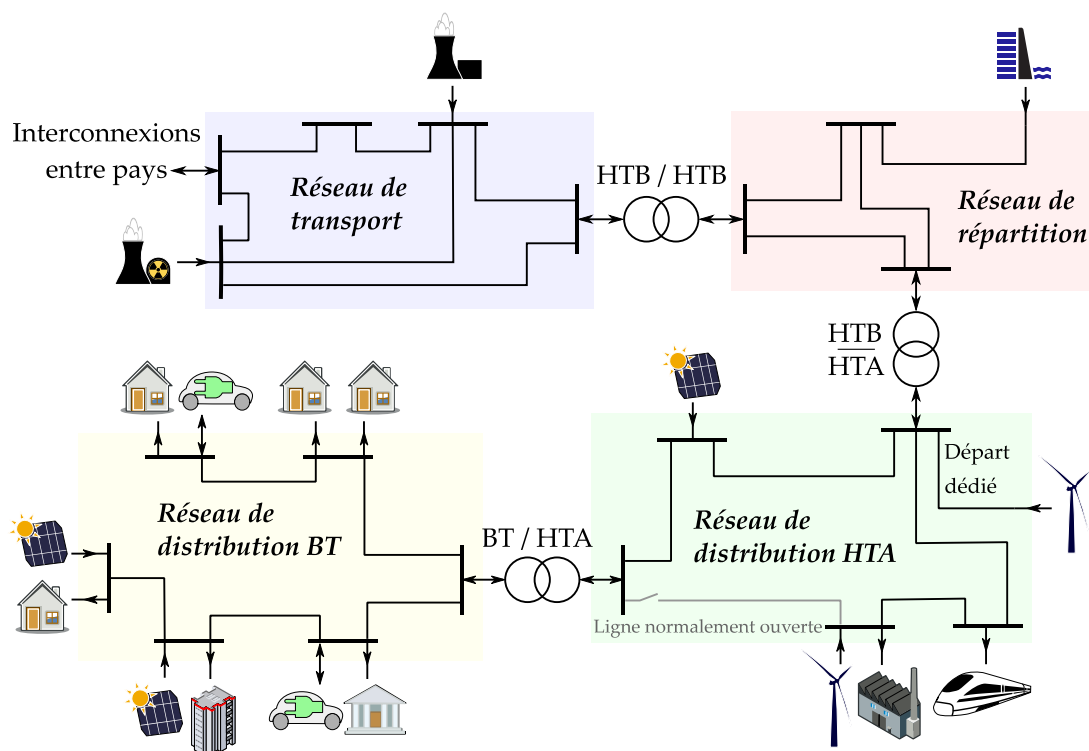 Interconnexions
entre pays
Réseau de
transport
HTB / HTB
Réseau de
répartition
HTB
HTA
Départ
dédié
Réseau de
distribution BT
BT / HTA
Réseau de
distribution HTA
Ligne normalement ouverte